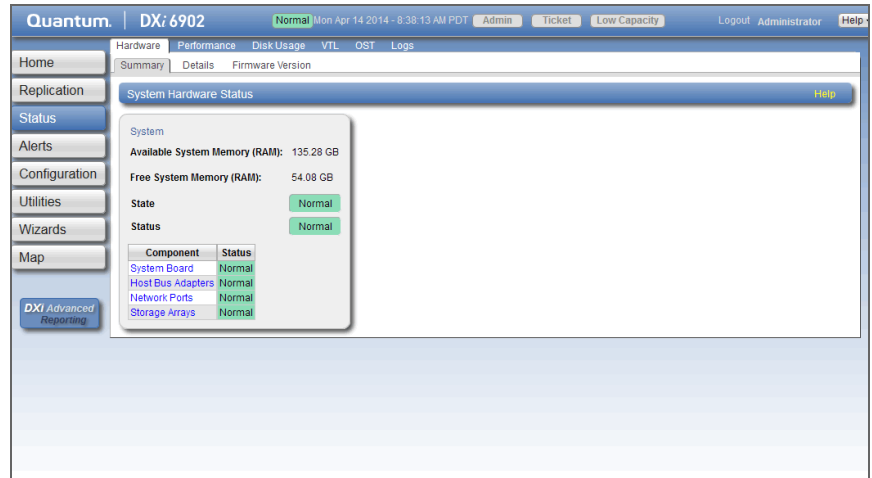 Quantum. DXi 6902 Normal Mon Apr 14 2014 - 8:38:13 AM PDT Admin Ticket Low Capacity Logout Administrator Help
Hardware Performance Disk Usage VTL OST Logs
Summary Details Firmware Version
Home
Replication
Status
Alerts
Configuration
Utilities
Wizards
Map
DXi Advanced
Reporting
System Hardware Status Help
System
Available System Memory (RAM): 135.28 GB
Free System Memory (RAM): 54.08 GB
State Normal
Status Normal
Component Status
System Board Normal
Host Bus Adapters Normal
Network Ports Normal
Storage Arrays Normal